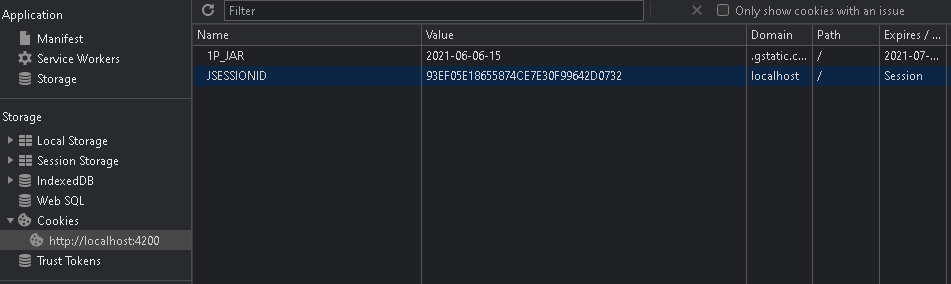 Application
Manifest
Service Workers
Storage
Storage
Local Storage
Session Storage
IndexedDB
Web SQL
Cookies
http://localhost:4200
Trust Tokens
Filter
Only show cookies with an issue
Name Value Domain Path Expires / ...
1P_JAR 2021-06-06-15 .gstatic.c... / 2021-07-...
JSESSIONID 93EF05E18655874CE7E30F99642D0732 localhost / Session